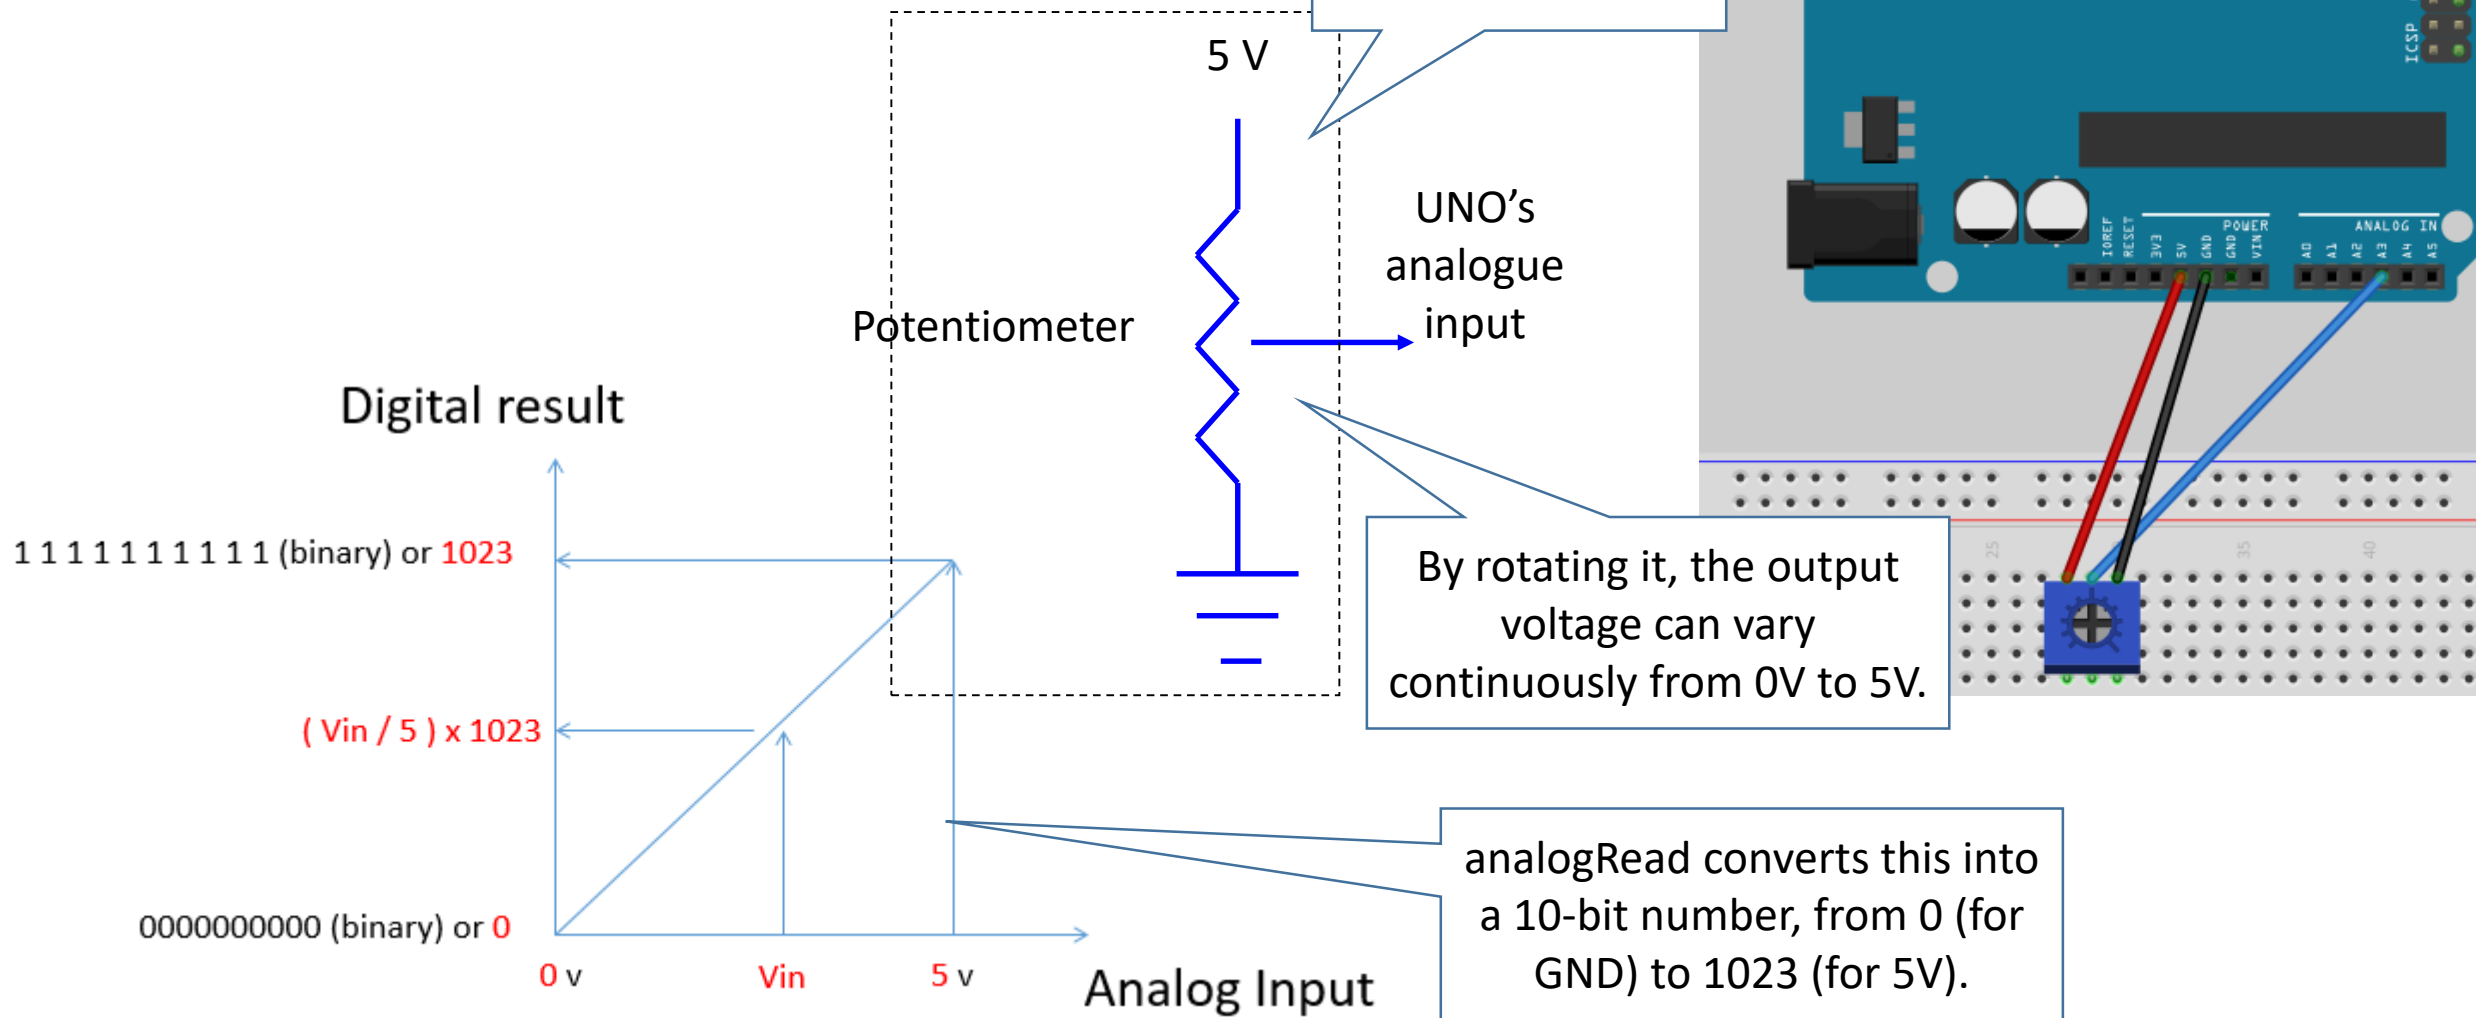 5 V
UNO’s
analogue
input
Potentiometer
By rotating it, the output
voltage can vary
continuously from 0V to 5V.
Digital result
1 1 1 1 1 1 1 1 1 1 (binary) or 1023
( Vin / 5 ) x 1023
0000000000 (binary) or 0
0 v
Vin
5 v
Analog Input
analogRead converts this into
a 10-bit number, from 0 (for
GND) to 1023 (for 5V).
ICSP
POWER
ANALOG IN
IOREF
RESET
3V3
5V
GND
GND
VIN
A0
A1
A2
A3
A4
A5
25
35
40